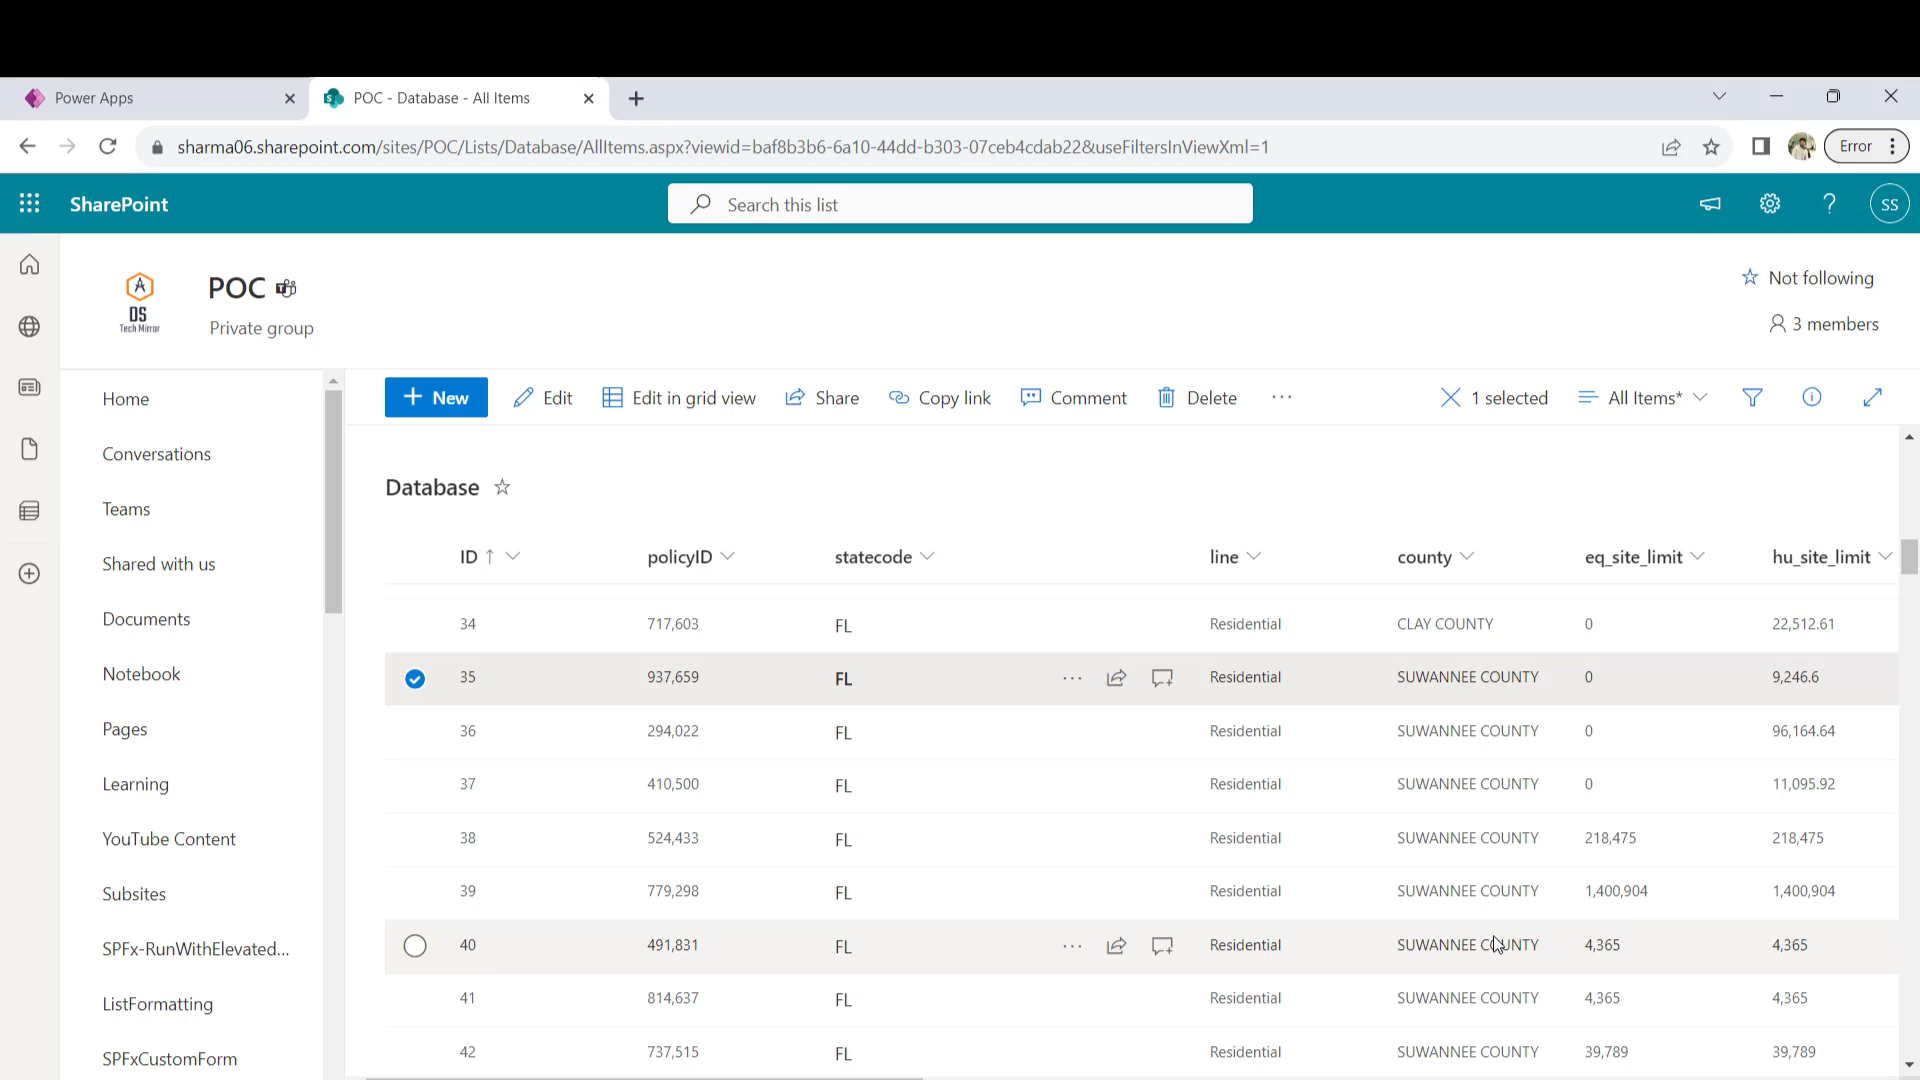 Power Apps
POC - Database - All Items
sharma06.sharepoint.com/sites/POC/Lists/Database/AllItems.aspx?viewid=baf8b3b6-6a10-44dd-b303-07ceb4cdab22&useFiltersInViewXml=1
Error
SharePoint
Search this list
SS
DS
Tech Mirror
POC
Private group
Not following
3 members
Home
Conversations
Teams
Shared with us
Documents
Notebook
Pages
Learning
YouTube Content
Subsites
SPFx-RunWithElevated...
ListFormatting
SPFxCustomForm
New Edit Edit in grid view Share Copy link Comment Delete 1 selected All Items*
Database
ID policyID statecode line county eq_site_limit hu_site_limit
34 717,603 FL Residential CLAY COUNTY 0 22,512.61
35 937,659 FL Residential SUWANNEE COUNTY 0 9,246.6
36 294,022 FL Residential SUWANNEE COUNTY 0 96,164.64
37 410,500 FL Residential SUWANNEE COUNTY 0 11,095.92
38 524,433 FL Residential SUWANNEE COUNTY 218,475 218,475
39 779,298 FL Residential SUWANNEE COUNTY 1,400,904 1,400,904
40 491,831 FL Residential SUWANNEE COUNTY 4,365 4,365
41 814,637 FL Residential SUWANNEE COUNTY 4,365 4,365
42 737,515 FL Residential SUWANNEE COUNTY 39,789 39,789